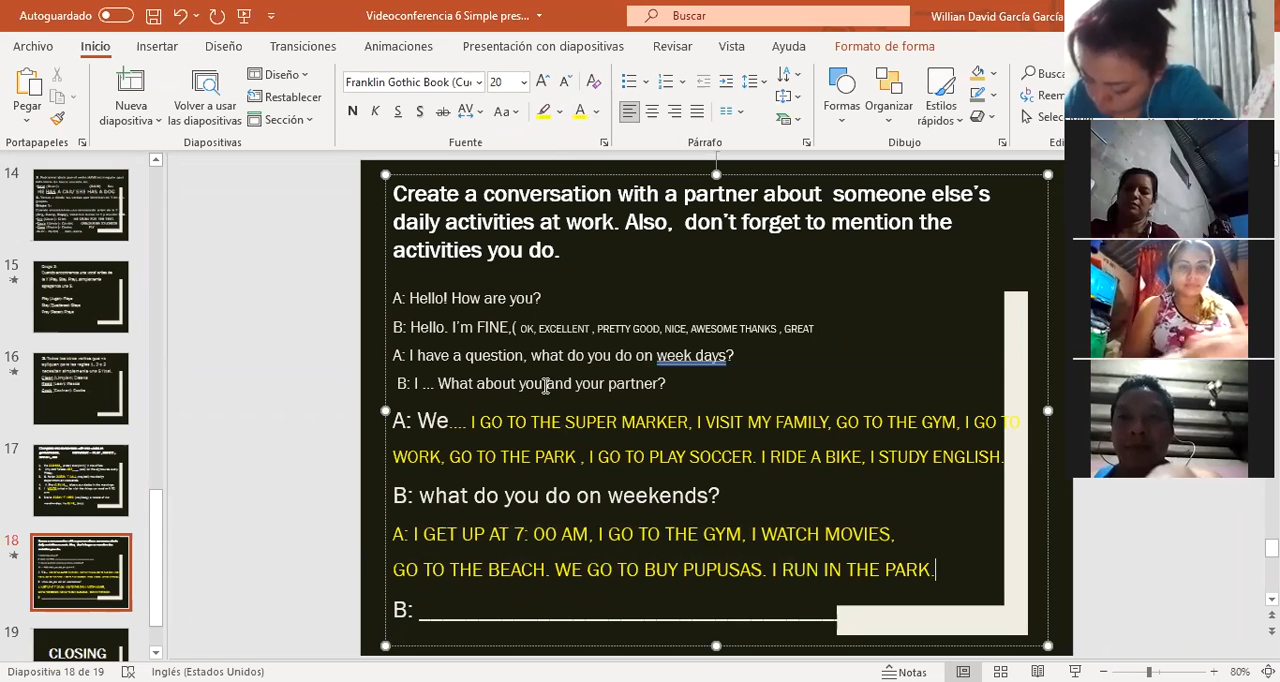 Autoguardado
Videoconferencia 6 Simple pres...
Buscar
Willian David García García
Archivo Inicio Insertar Diseño Transiciones Animaciones Presentación con diapositivas Revisar Vista Ayuda Formato de forma
Pegar
Nueva diapositiva
Volver a usar las diapositivas
Diseño
Restablecer
Sección
Franklin Gothic Book (Cu 20
N K S S ab AV Aa A
Formas
Organizar
Estilos rápidos
Portapapeles Diapositivas Fuente Párrafo Dibujo
14
15
16
17
18
19
CLOSING
Create a conversation with a partner about someone else's
daily activities at work. Also, don't forget to mention the
activities you do.
A: Hello! How are you?
B: Hello. I'm FINE,( OK, EXCELLENT , PRETTY GOOD, NICE, AWESOME THANKS , GREAT
A: I have a question, what do you do on week days?
B: I ... What about you and your partner?
A: We.... I GO TO THE SUPER MARKER, I VISIT MY FAMILY, GO TO THE GYM, I GO TO
WORK, GO TO THE PARK , I GO TO PLAY SOCCER. I RIDE A BIKE, I STUDY ENGLISH.
B: what do you do on weekends?
A: I GET UP AT 7: 00 AM, I GO TO THE GYM, I WATCH MOVIES,
GO TO THE BEACH. WE GO TO BUY PUPUSAS. I RUN IN THE PARK.
B: ________________________________________
Diapositiva 18 de 19
Inglés (Estados Unidos)
Notas
80%